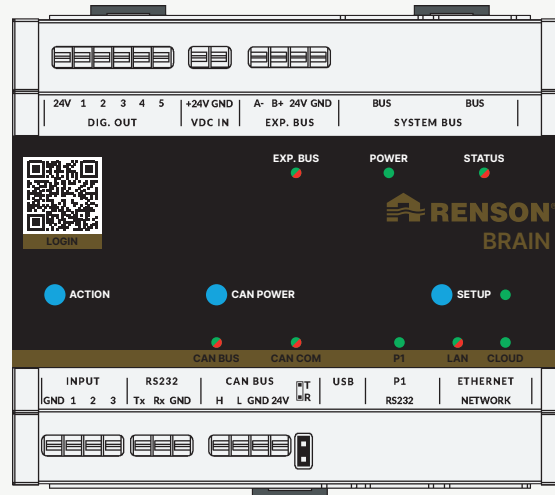 24V 1 2 3 4 5 +24V GND A- B+ 24V GND BUS BUS
DIG. OUT VDC IN EXP. BUS SYSTEM BUS
EXP. BUS POWER STATUS
RENSON®
BRAIN
LOGIN
ACTION CAN POWER SETUP
CAN BUS CAN COM P1 LAN CLOUD
INPUT RS232 CAN BUS T USB P1 ETHERNET
GND 1 2 3 Tx Rx GND H L GND 24V R RS232 NETWORK